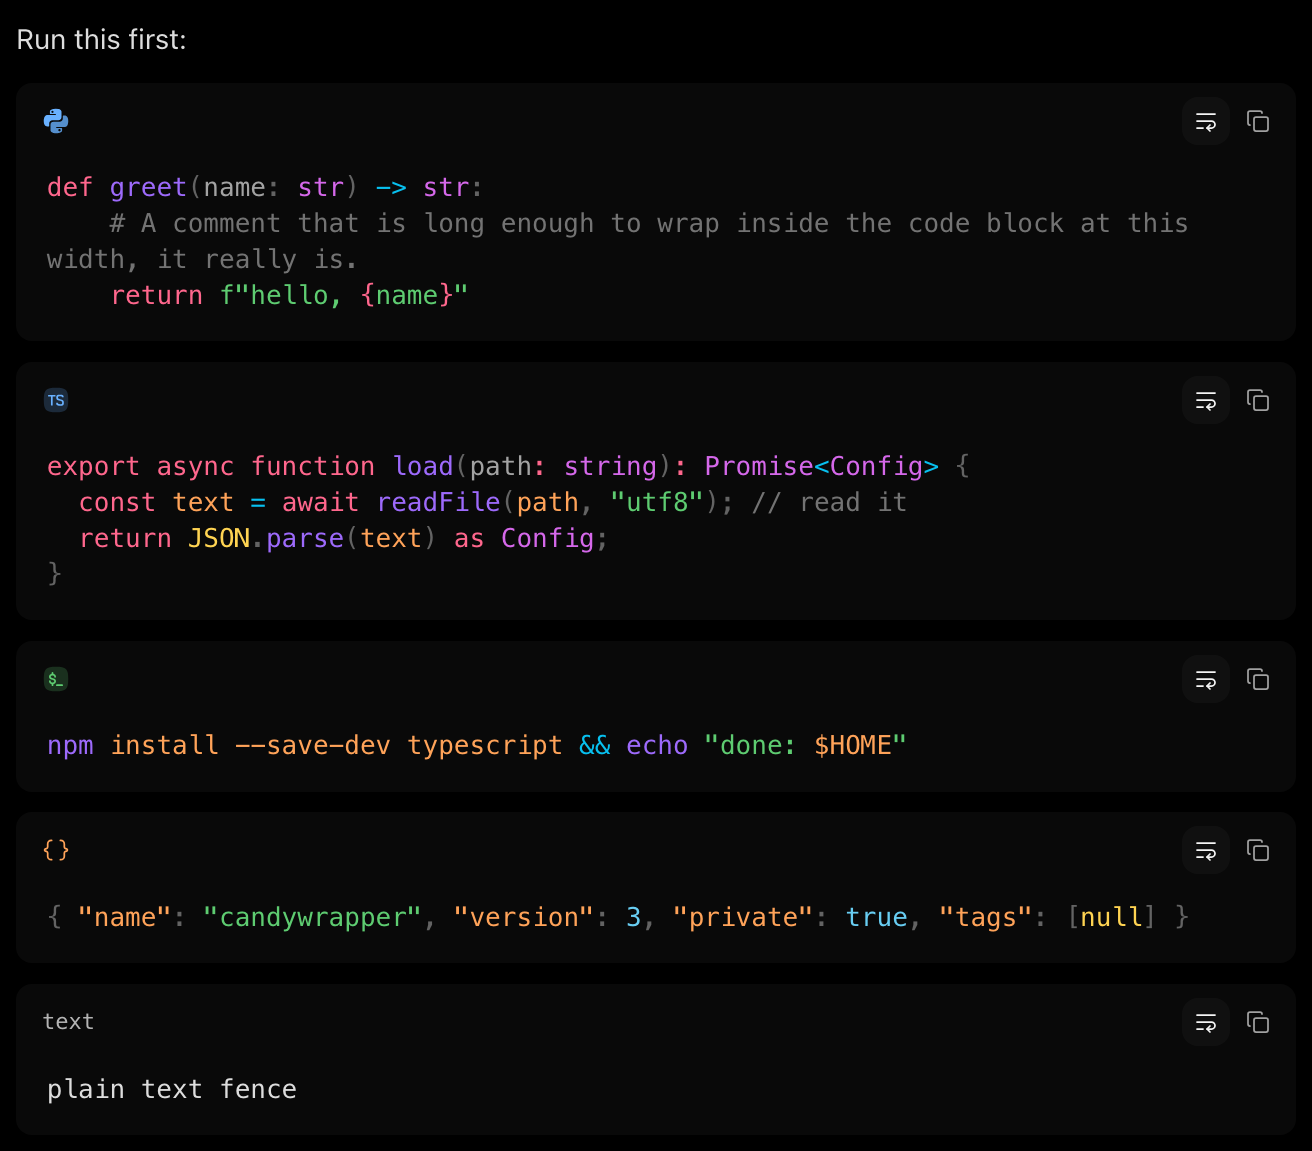 Run this first:
def greet(name: str) -> str:
    # A comment that is long enough to wrap inside the code block at this
width, it really is.
    return f"hello, {name}"
TS
export async function load(path: string): Promise<Config> {
  const text = await readFile(path, "utf8"); // read it
  return JSON.parse(text) as Config;
}
$_
npm install --save-dev typescript && echo "done: $HOME"
{}
{ "name": "candywrapper", "version": 3, "private": true, "tags": [null] }
text
plain text fence